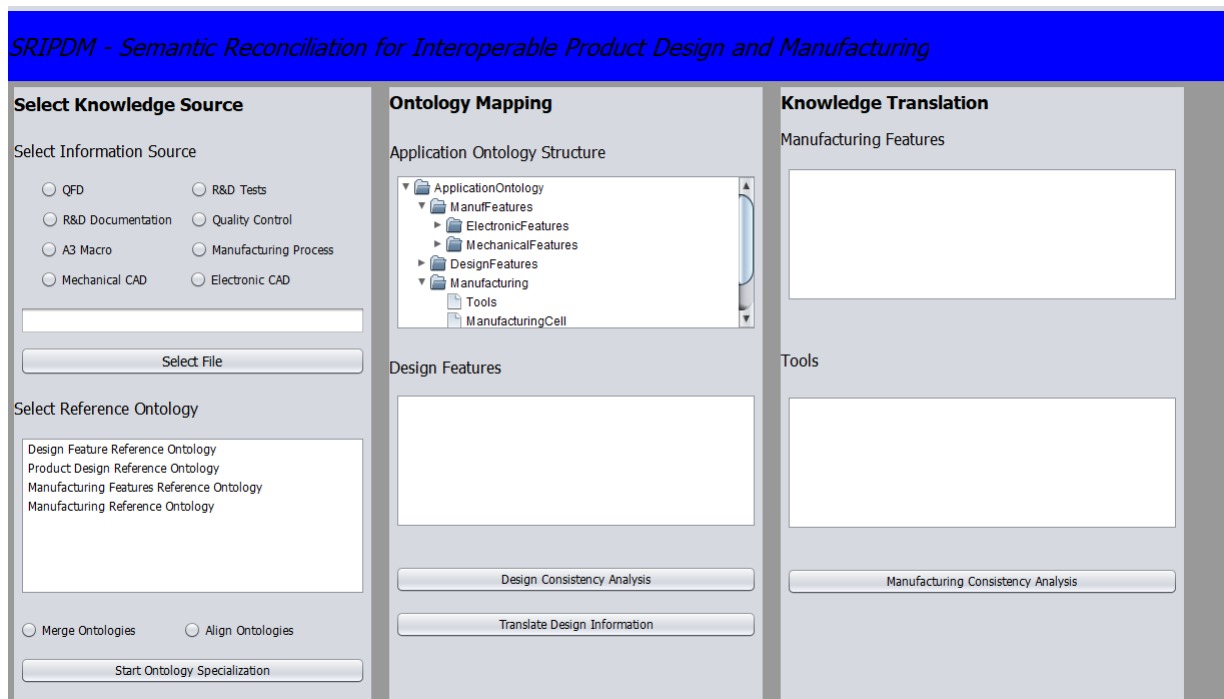 SRIPDM - Semantic Reconciliation for Interoperable Product Design and Manufacturing
Select Knowledge Source
Select Information Source
QFD
R&D Tests
R&D Documentation
Quality Control
A3 Macro
Manufacturing Process
Mechanical CAD
Electronic CAD
Select File
Select Reference Ontology
Design Feature Reference Ontology
Product Design Reference Ontology
Manufacturing Features Reference Ontology
Manufacturing Reference Ontology
Merge Ontologies
Align Ontologies
Start Ontology Specialization
Ontology Mapping
Application Ontology Structure
ApplicationOntology
ManufFeatures
ElectronicFeatures
MechanicalFeatures
DesignFeatures
Manufacturing
Tools
ManufacturingCell
Design Features
Design Consistency Analysis
Translate Design Information
Knowledge Translation
Manufacturing Features
Tools
Manufacturing Consistency Analysis